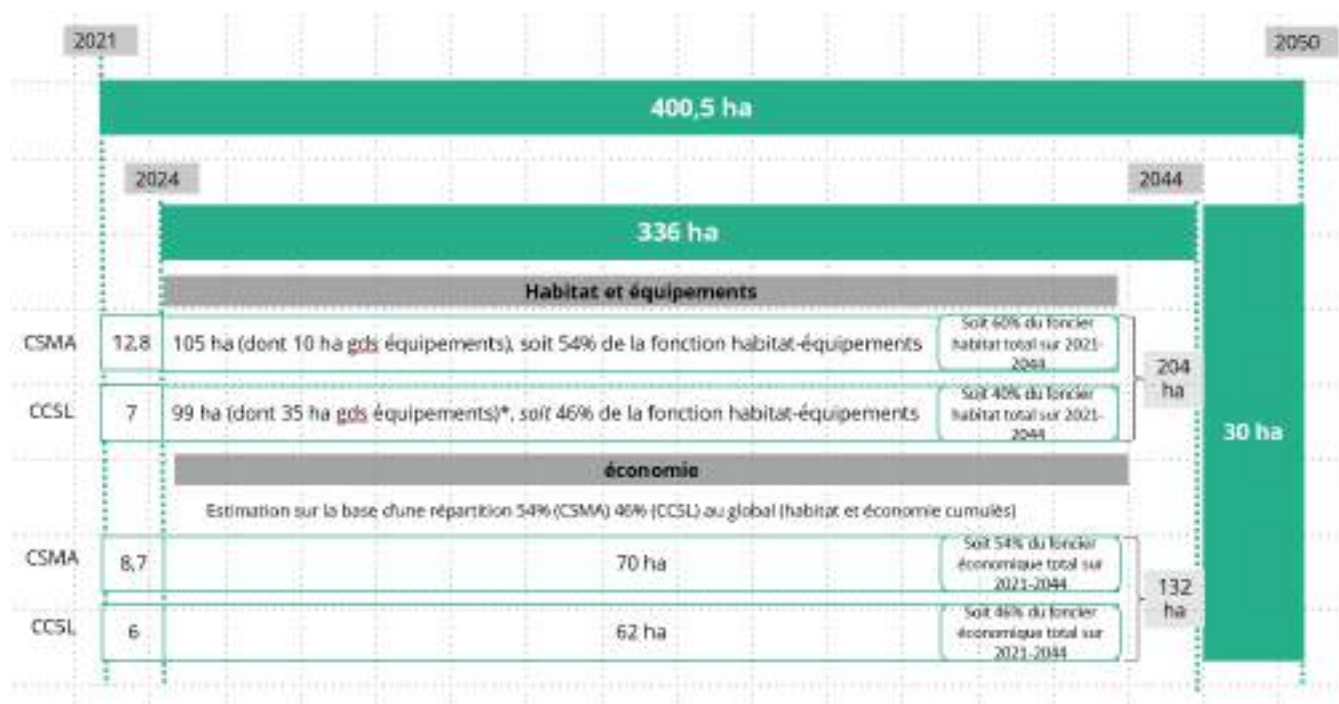 2021
2050
400,5 ha
2024
2044
336 ha
Habitat et équipements
CSMA
12,8
105 ha (dont 10 ha gds équipements), soit 54% de la fonction habitat-équipements
Soit 60% du foncier
habitat total sur 2021-
2044
204
ha
CCSL
7
99 ha (dont 35 ha gds équipements)*, soit 46% de la fonction habitat-équipements
Soit 40% du foncier
habitat total sur 2021-
2044
30 ha
économie
Estimation sur la base d'une répartition 54% (CSMA) 46% (CCSL) au global (habitat et économie cumulés)
CSMA
8,7
70 ha
Soit 54% du foncier
économique total sur
2021-2044
132
ha
CCSL
6
62 ha
Soit 46% du foncier
économique total sur
2021-2044